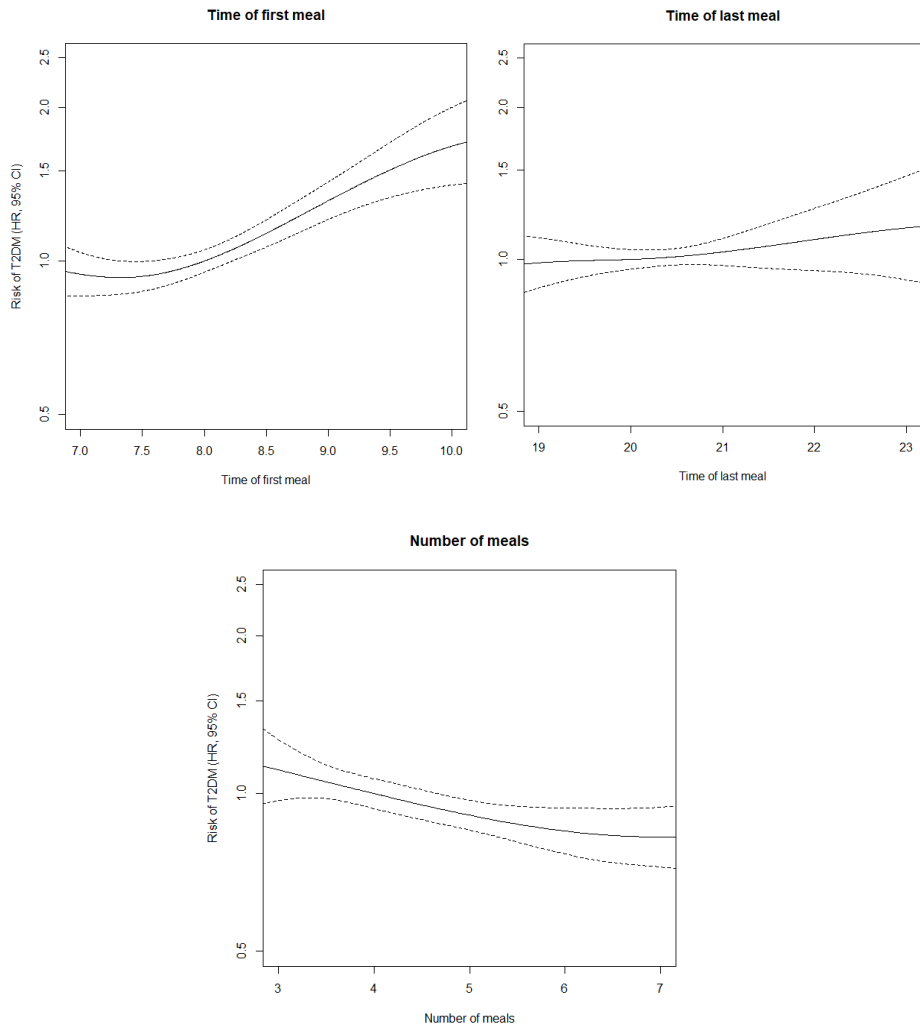 Time of first meal
Risk of T2DM (HR, 95% CI)
2.5
2.0
1.5
1.0
0.5
7.0 7.5 8.0 8.5 9.0 9.5 10.0
Time of first meal
Time of last meal
2.5
2.0
1.5
1.0
0.5
19 20 21 22 23
Time of last meal
Number of meals
Risk of T2DM (HR, 95% CI)
2.5
2.0
1.5
1.0
0.5
3 4 5 6 7
Number of meals